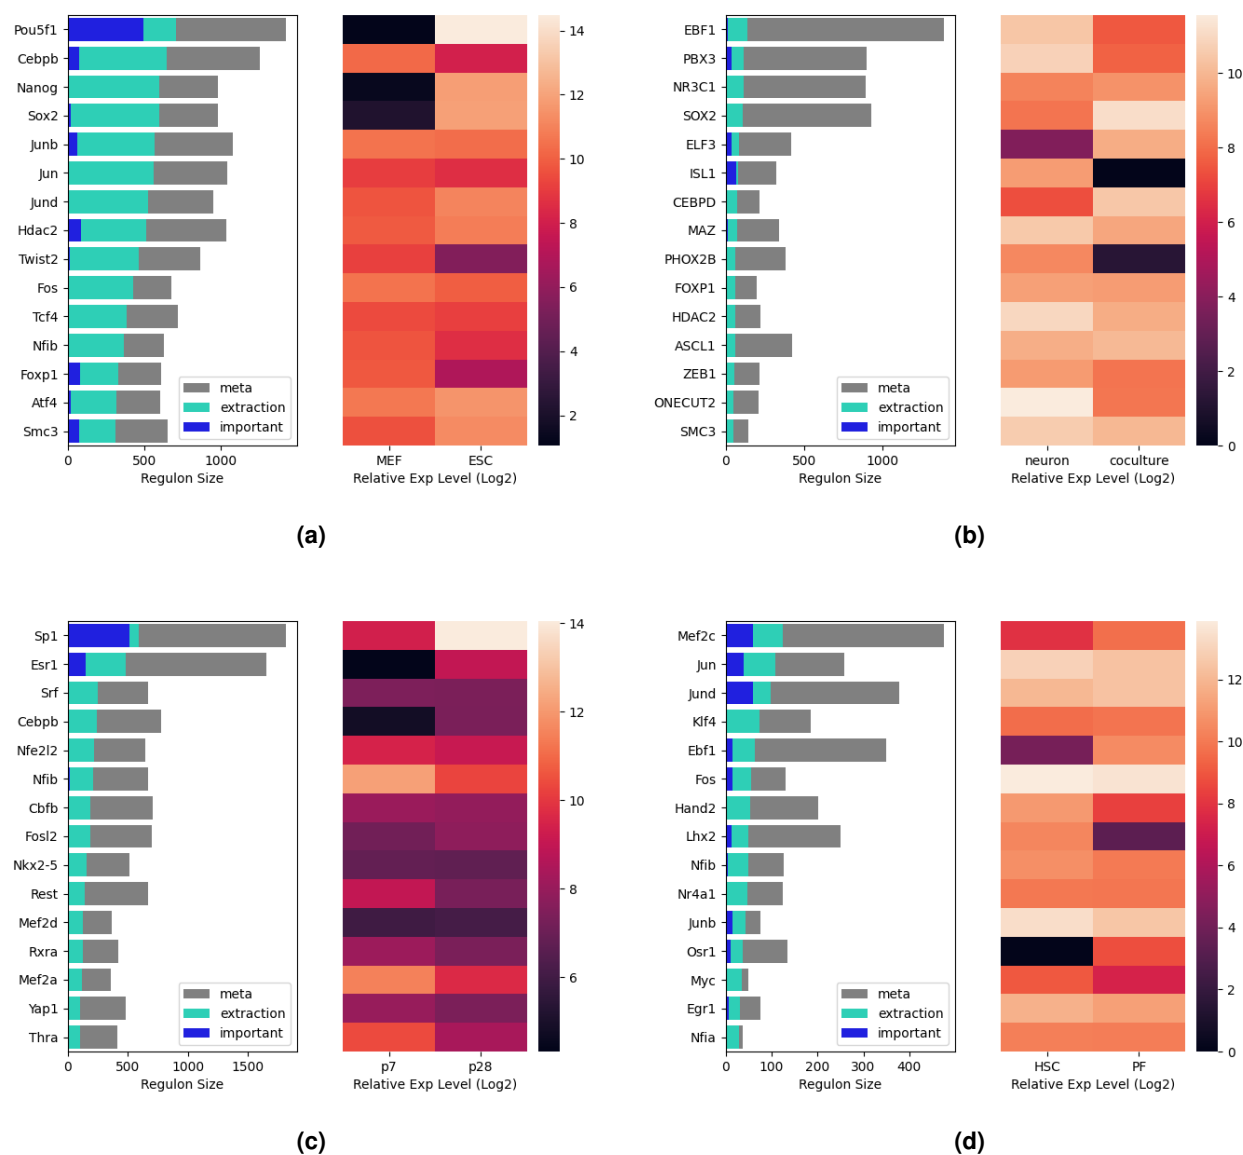 Pou5f1
Cebpb
Nanog
Sox2
Junb
Jun
Jund
Hdac2
Twist2
Fos
Tcf4
Nfib
Foxp1
Atf4
Smc3
meta
extraction
important
0 500 1000
Regulon Size
MEF ESC
Relative Exp Level (Log2)
14
12
10
8
6
4
2
(a)
EBF1
PBX3
NR3C1
SOX2
ELF3
ISL1
CEBPD
MAZ
PHOX2B
FOXP1
HDAC2
ASCL1
ZEB1
ONECUT2
SMC3
meta
extraction
important
0 500 1000
Regulon Size
neuron coculture
Relative Exp Level (Log2)
10
8
6
4
2
0
(b)
Sp1
Esr1
Srf
Cebpb
Nfe2l2
Nfib
Cbfb
Fosl2
Nkx2-5
Rest
Mef2d
Rxra
Mef2a
Yap1
Thra
meta
extraction
important
0 500 1000 1500
Regulon Size
p7 p28
Relative Exp Level (Log2)
14
12
10
8
6
(c)
Mef2c
Jun
Jund
Klf4
Ebf1
Fos
Hand2
Lhx2
Nfib
Nr4a1
Junb
Osr1
Myc
Egr1
Nfia
meta
extraction
important
0 100 200 300 400
Regulon Size
HSC PF
Relative Exp Level (Log2)
12
10
8
6
4
2
0
(d)